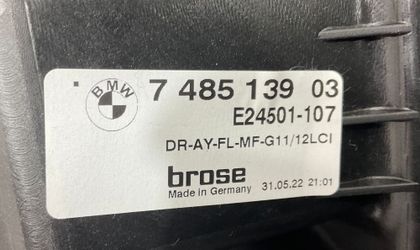 BMW
7 485 139 03
E24501-107
DR-AY-FL-MF-G11/12LCI
brose
Made in Germany 31.05.22 21:01